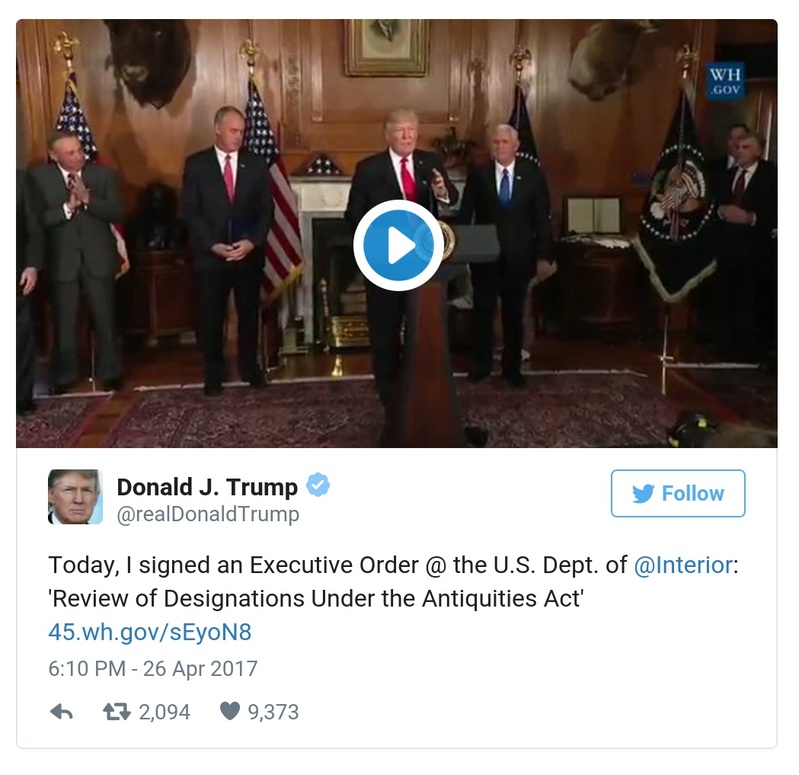 WH
.GOV
Donald J. Trump
@realDonaldTrump
Follow
Today, I signed an Executive Order @ the U.S. Dept. of @Interior:
'Review of Designations Under the Antiquities Act'
45.wh.gov/sEyoN8
6:10 PM - 26 Apr 2017
2,094 9,373